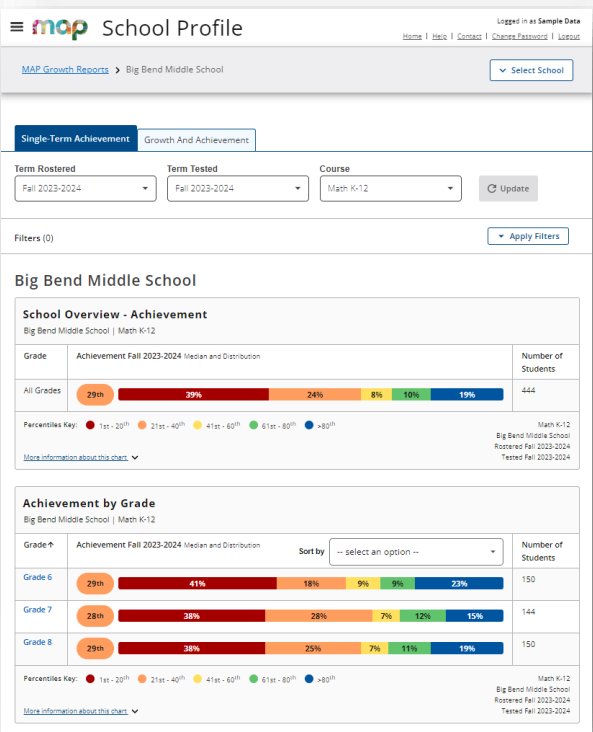 map School Profile
Logged in as Sample Data
Home | Help | Contact | Change Password | Logout
MAP Growth Reports > Big Bend Middle School
Select School
Single-Term Achievement
Growth And Achievement
Term Rostered
Term Tested
Course
Fall 2023-2024
Fall 2023-2024
Math K-12
Update
Filters (0)
Apply Filters
Big Bend Middle School
School Overview - Achievement
Big Bend Middle School | Math K-12
Grade
Achievement Fall 2023-2024 Median and Distribution
Number of
Students
All Grades
29th
39%
24%
8%
10%
19%
444
Percentiles Key: 1st - 20th 21st - 40th 41st - 60th 61st - 80th >80th
Math K-12
Big Bend Middle School
Rostered Fall 2023-2024
Tested Fall 2023-2024
More information about this chart
Achievement by Grade
Big Bend Middle School | Math K-12
Grade↑
Achievement Fall 2023-2024 Median and Distribution
Sort by
-- select an option --
Number of
Students
Grade 6
29th
41%
18%
9%
9%
23%
150
Grade 7
28th
38%
28%
7%
12%
15%
144
Grade 8
29th
38%
25%
7%
11%
19%
150
Percentiles Key: 1st - 20th 21st - 40th 41st - 60th 61st - 80th >80th
Math K-12
Big Bend Middle School
Rostered Fall 2023-2024
Tested Fall 2023-2024
More information about this chart